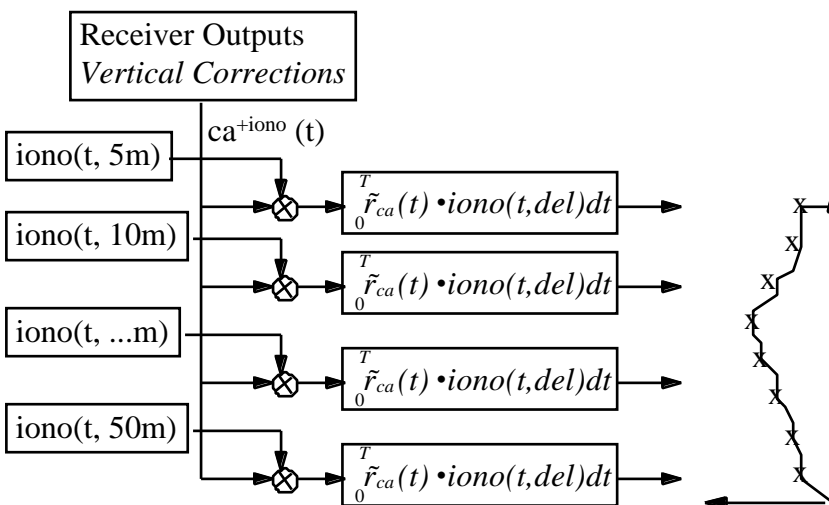 Receiver Outputs
Vertical Corrections
ca⁺ⁱᵒⁿᵒ (t)
iono(t, 5m)
T
0 r̃ca(t) •iono(t,del)dt
X
X
iono(t, 10m)
T
0 r̃ca(t) •iono(t,del)dt
X
X
iono(t, ...m)
T
0 r̃ca(t) •iono(t,del)dt
X
X
iono(t, 50m)
T
0 r̃ca(t) •iono(t,del)dt
X
X